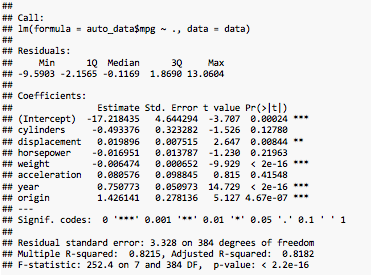 ##
## Call:
## lm(formula = auto_data$mpg ~ ., data = data)
##
## Residuals:
##     Min      1Q  Median      3Q     Max
## -9.5903 -2.1565 -0.1169  1.8690 13.0604
##
## Coefficients:
##                Estimate Std. Error t value Pr(>|t|)
## (Intercept)  -17.218435   4.644294  -3.707  0.00024 ***
## cylinders     -0.493376   0.323282  -1.526  0.12780
## displacement   0.019896   0.007515   2.647  0.00844 **
## horsepower    -0.016951   0.013787  -1.230  0.21963
## weight        -0.006474   0.000652  -9.929  < 2e-16 ***
## acceleration   0.080576   0.098845   0.815  0.41548
## year           0.750773   0.050973  14.729  < 2e-16 ***
## origin         1.426141   0.278136   5.127 4.67e-07 ***
## ---
## Signif. codes:  0 '***' 0.001 '**' 0.01 '*' 0.05 '.' 0.1 ' ' 1
##
## Residual standard error: 3.328 on 384 degrees of freedom
## Multiple R-squared:  0.8215, Adjusted R-squared:  0.8182
## F-statistic: 252.4 on 7 and 384 DF,  p-value: < 2.2e-16